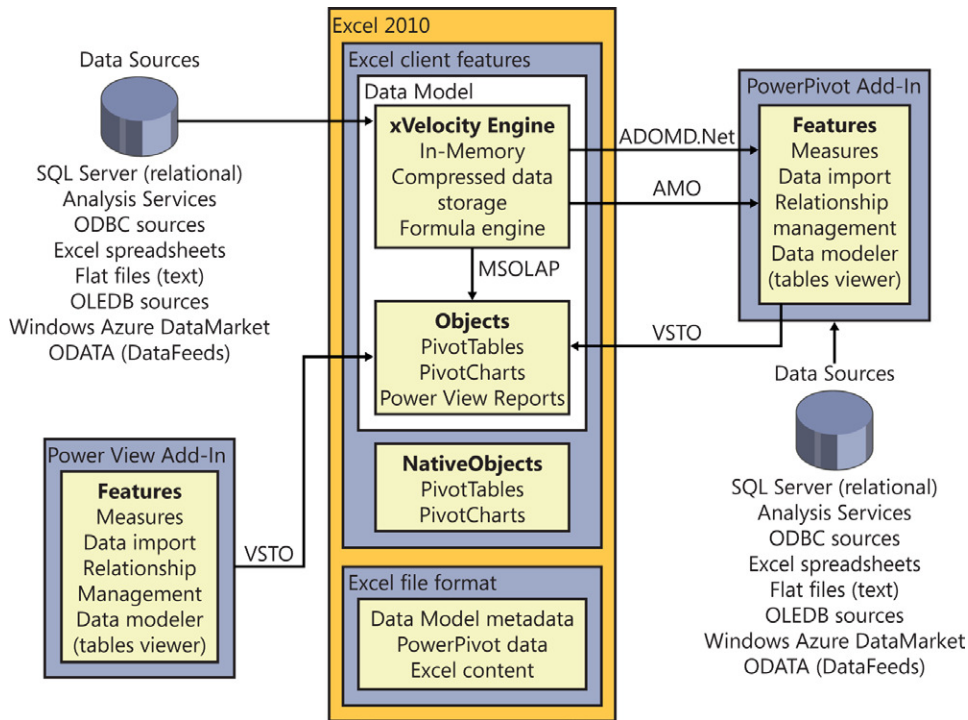 Excel 2010
Data Sources
SQL Server (relational)
Analysis Services
ODBC sources
Excel spreadsheets
Flat files (text)
OLEDB sources
Windows Azure DataMarket
ODATA (DataFeeds)
Excel client features
Data Model
xVelocity Engine
In-Memory
Compressed data
storage
Formula engine
MSOLAP
Objects
PivotTables
PivotCharts
Power View Reports
NativeObjects
PivotTables
PivotCharts
Excel file format
Data Model metadata
PowerPivot data
Excel content
ADOMD.Net
AMO
VSTO
PowerPivot Add-In
Features
Measures
Data import
Relationship
management
Data modeler
(tables viewer)
Data Sources
SQL Server (relational)
Analysis Services
ODBC sources
Excel spreadsheets
Flat files (text)
OLEDB sources
Windows Azure DataMarket
ODATA (DataFeeds)
Power View Add-In
Features
Measures
Data import
Relationship
Management
Data modeler
(tables viewer)
VSTO